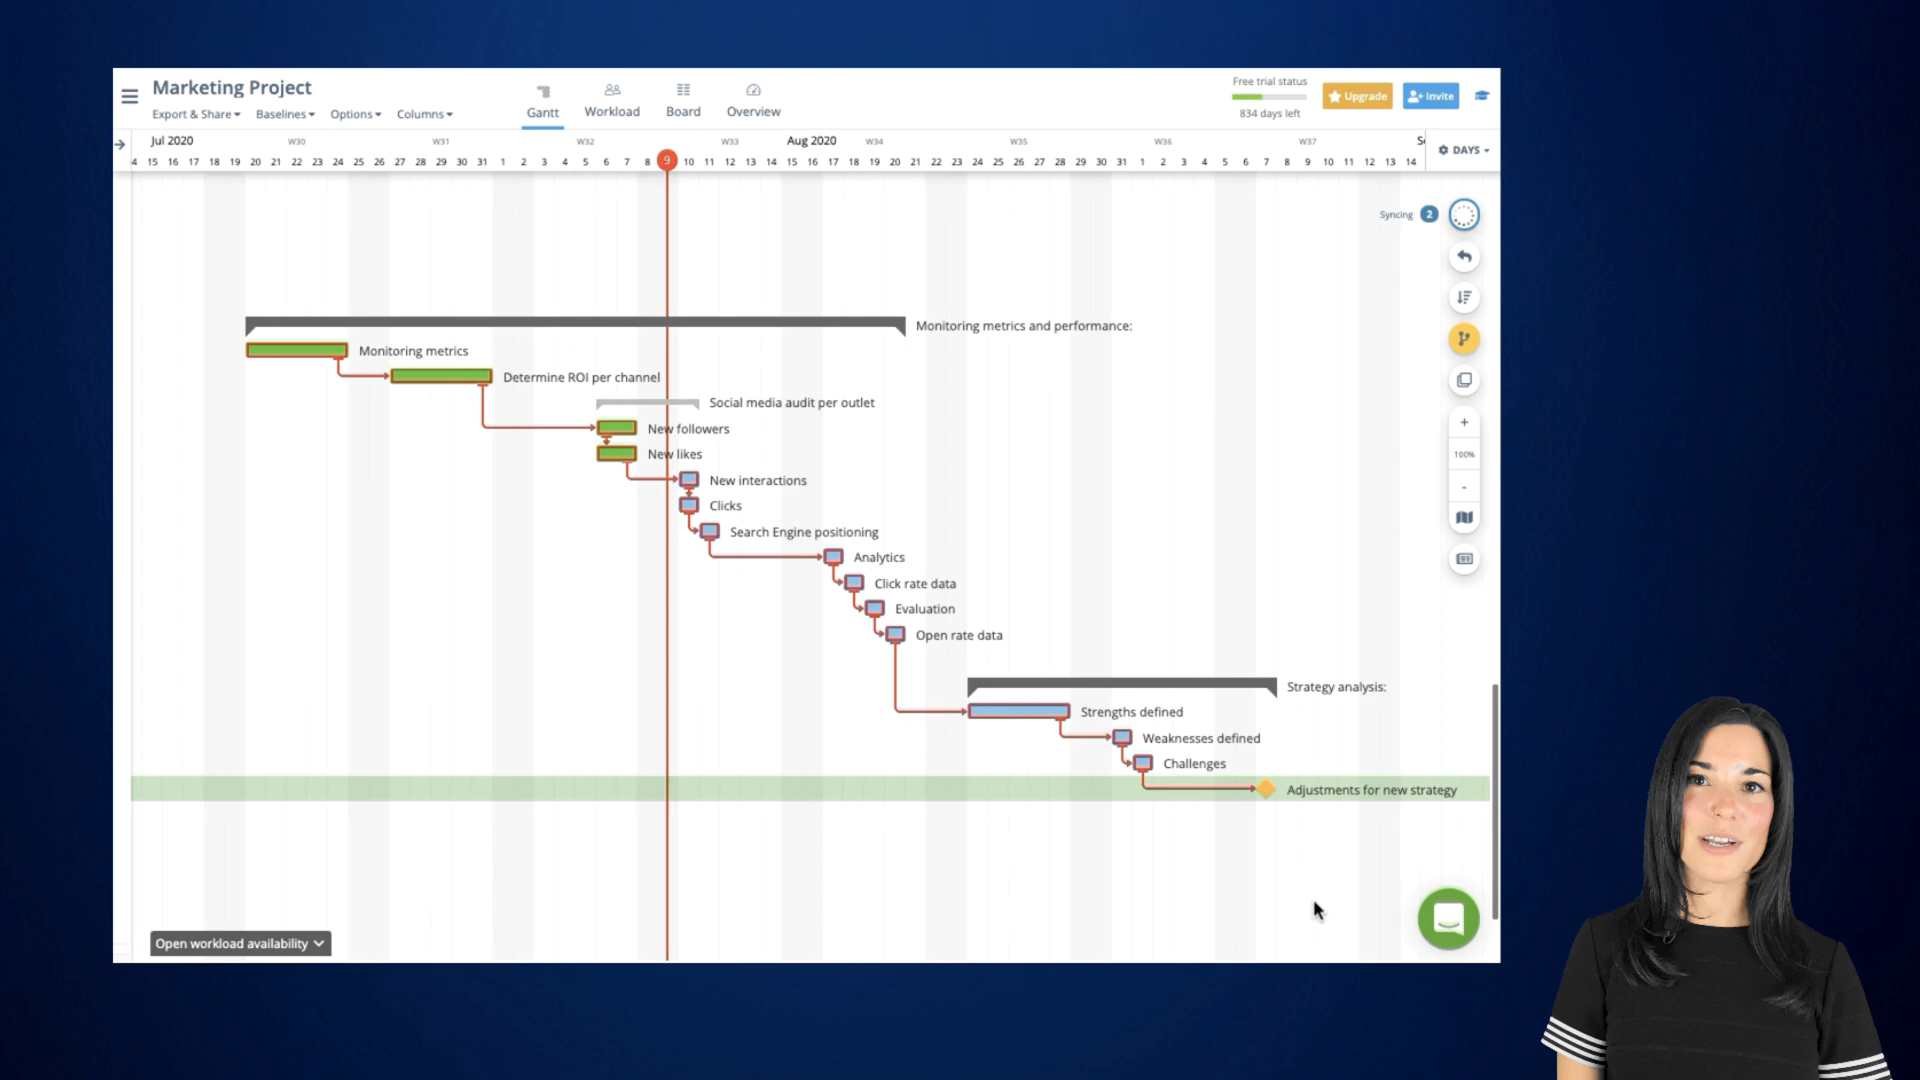 Marketing Project
Export & Share Baselines Options Columns
Gantt Workload Board Overview
Free trial status
834 days left
Upgrade
Invite
Jul 2020 W30 W31 W32 W33 Aug 2020 W34 W35 W36 W37 Se
4 15 16 17 18 19 20 21 22 23 24 25 26 27 28 29 30 31 1 2 3 4 5 6 7 8 9 10 11 12 13 14 15 16 17 18 19 20 21 22 23 24 25 26 27 28 29 30 31 1 2 3 4 5 6 7 8 9 10 11 12 13 14
DAYS
Syncing 2
Monitoring metrics and performance:
Monitoring metrics
Determine ROI per channel
Social media audit per outlet
New followers
New likes
New interactions
Clicks
Search Engine positioning
Analytics
Click rate data
Evaluation
Open rate data
Strategy analysis:
Strengths defined
Weaknesses defined
Challenges
Adjustments for new strategy
+
100%
-
Open workload availability